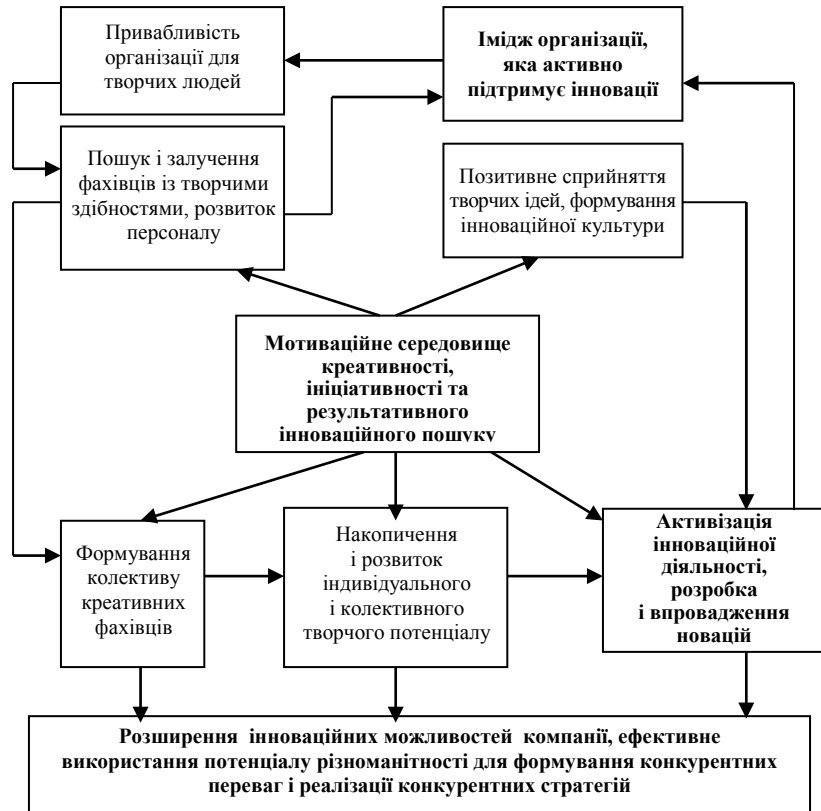 Привабливість
організації для
творчих людей
Імідж організації,
яка активно
підтримує інновації
Пошук і залучення
фахівців із творчими
здібностями, розвиток
персоналу
Позитивне сприйняття
творчих ідей, формування
інноваційної культури
Мотиваційне середовище
креативності,
ініціативності та
результативного
інноваційного пошуку
Формування
колективу
креативних
фахівців
Накопичення
і розвиток
індивідуального
і колективного
творчого потенціалу
Активізація
інноваційної
діяльності,
розробка
і впровадження
новацій
Розширення інноваційних можливостей компанії, ефективне
використання потенціалу різноманітності для формування конкурентних
переваг і реалізації конкурентних стратегій